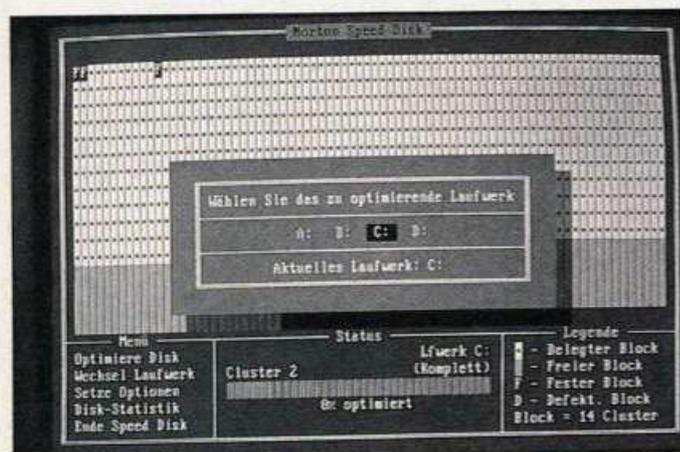 Norton Speed Disk
Wählen Sie das zu optimierende Laufwerk
A: B: C: D:
Aktuelles Laufwerk: C:
Menü
Optimiere Disk
Wechsel Laufwerk
Setze Optionen
Disk-Statistik
Ende Speed Disk
Status
Lfwerk C:
Cluster 2 (Komplett)
0% optimiert
Legende
- Belegter Block
- Freier Block
F - Fester Block
D - Defekt. Block
Block = 14 Cluster